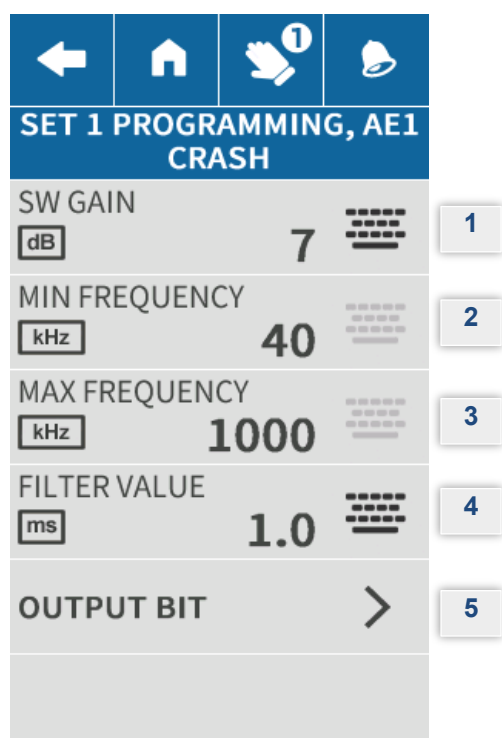 1
SET 1 PROGRAMMING, AE1
CRASH
SW GAIN
dB
7
1
MIN FREQUENCY
kHz
40
2
MAX FREQUENCY
kHz
1000
3
FILTER VALUE
ms
1.0
4
OUTPUT BIT
5